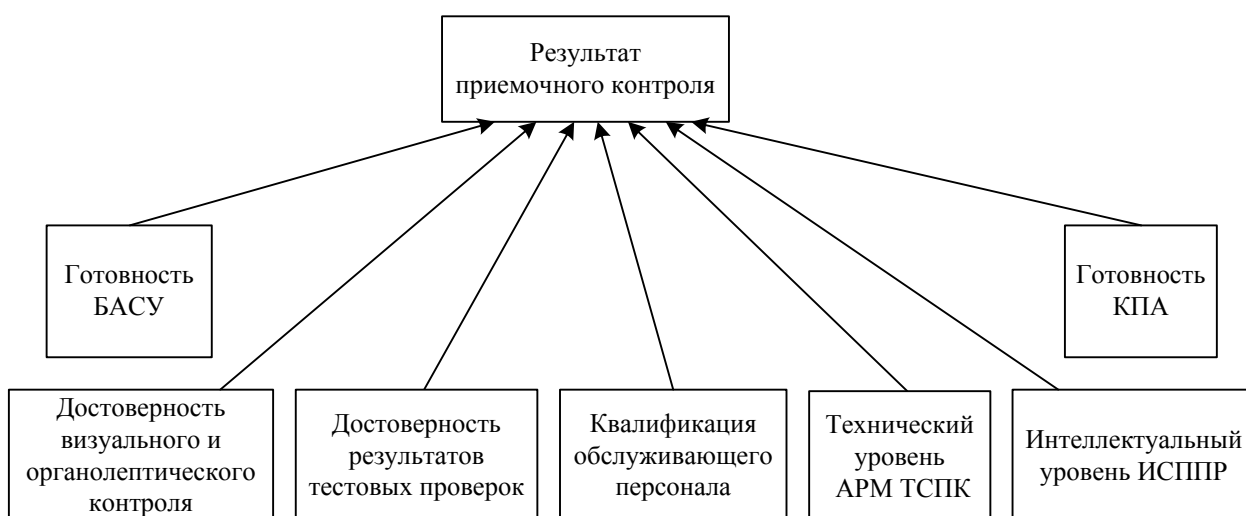 Результат
приемочного контроля
Готовность
БАСУ
Готовность
КПА
Достоверность
визуального и
органолептического
контроля
Достоверность
результатов
тестовых проверок
Квалификация
обслуживающего
персонала
Технический
уровень
АРМ ТСПК
Интеллектуальный
уровень ИСППР